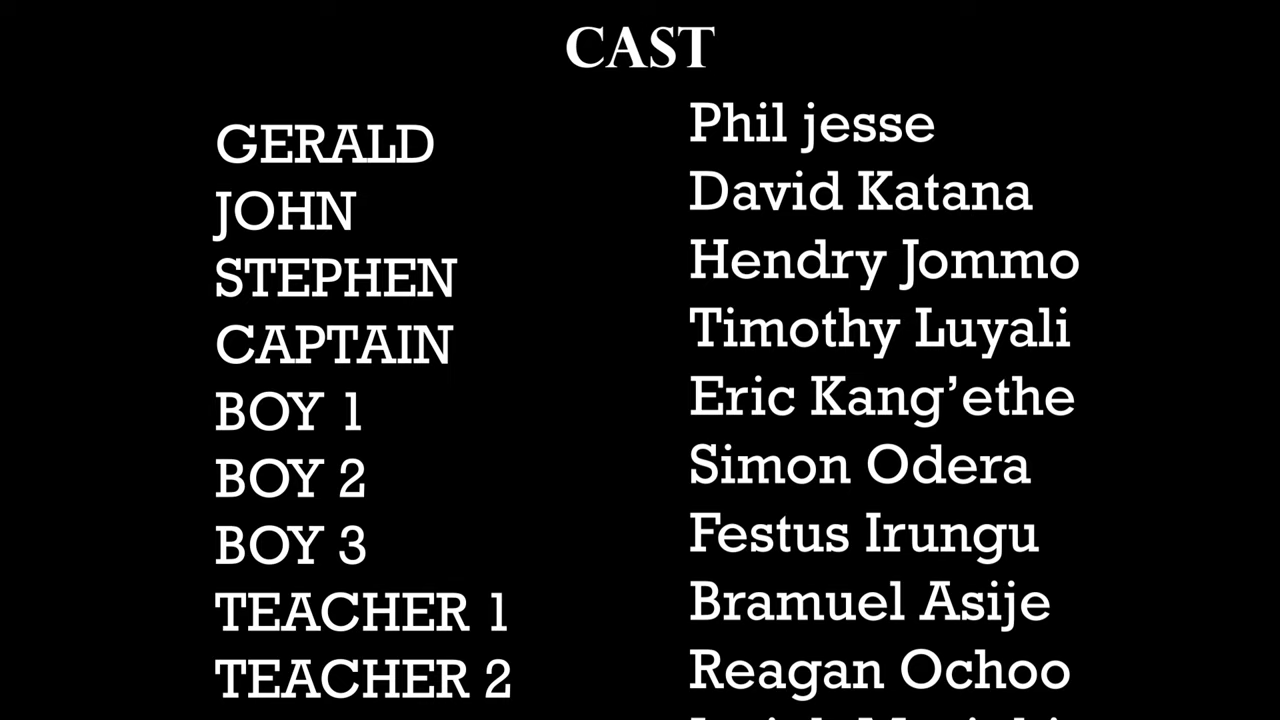 CAST
GERALD Phil jesse
JOHN David Katana
STEPHEN Hendry Jommo
CAPTAIN Timothy Luyali
BOY 1 Eric Kang’ethe
BOY 2 Simon Odera
BOY 3 Festus Irungu
TEACHER 1 Bramuel Asije
TEACHER 2 Reagan Ochoo